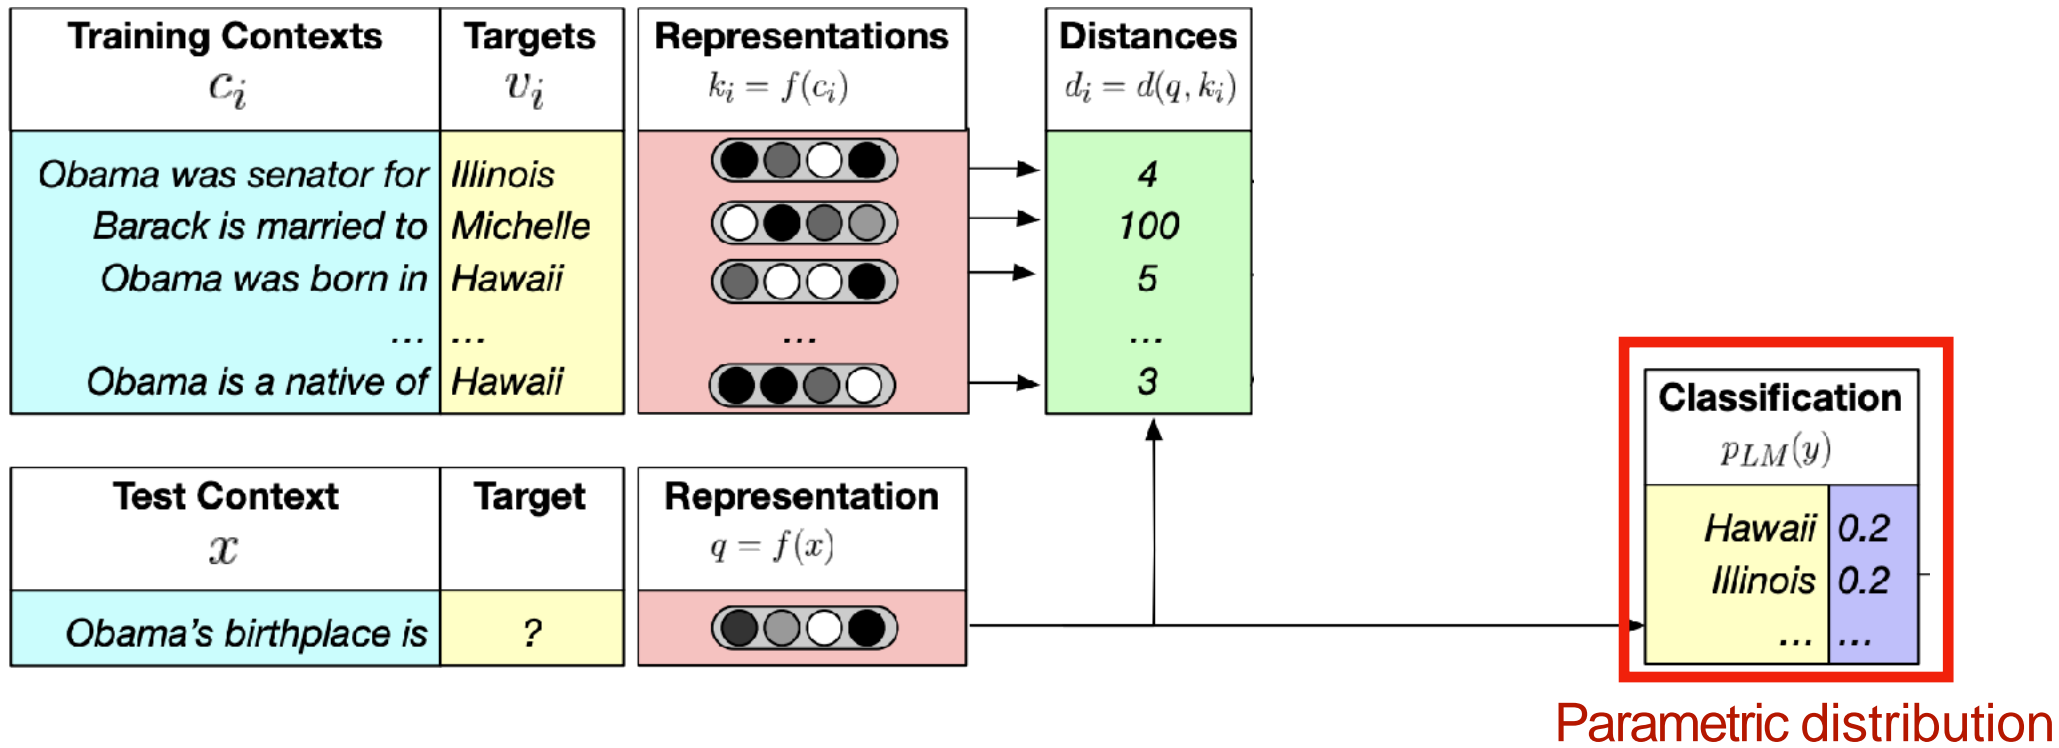 Training Contexts Targets Representations Distances
c_i v_i k_i = f(c_i) d_i = d(q, k_i)
Obama was senator for Illinois 4
Barack is married to Michelle 100
Obama was born in Hawaii 5
... ... ... ...
Obama is a native of Hawaii 3
Classification
p_{LM}(y)
Hawaii 0.2
Illinois 0.2
... ...
Test Context Target Representation
x q = f(x)
Obama's birthplace is ?
Parametric distribution